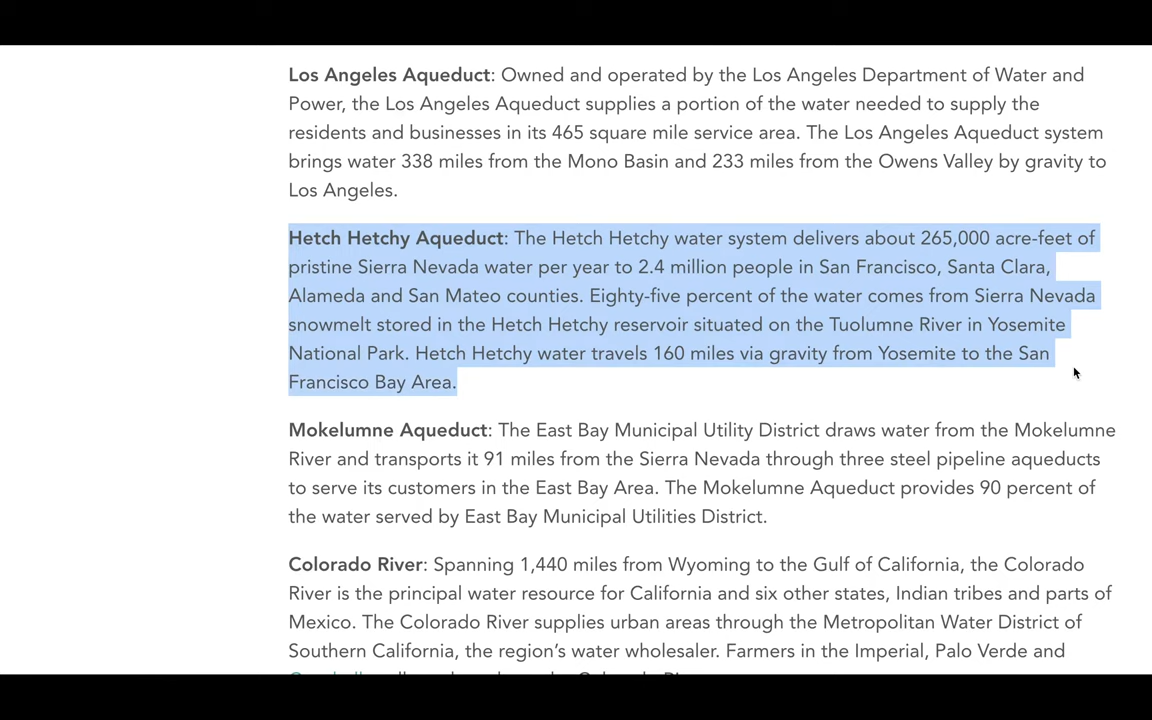 Los Angeles Aqueduct: Owned and operated by the Los Angeles Department of Water and
Power, the Los Angeles Aqueduct supplies a portion of the water needed to supply the
residents and businesses in its 465 square mile service area. The Los Angeles Aqueduct system
brings water 338 miles from the Mono Basin and 233 miles from the Owens Valley by gravity to
Los Angeles.
Hetch Hetchy Aqueduct: The Hetch Hetchy water system delivers about 265,000 acre-feet of
pristine Sierra Nevada water per year to 2.4 million people in San Francisco, Santa Clara,
Alameda and San Mateo counties. Eighty-five percent of the water comes from Sierra Nevada
snowmelt stored in the Hetch Hetchy reservoir situated on the Tuolumne River in Yosemite
National Park. Hetch Hetchy water travels 160 miles via gravity from Yosemite to the San
Francisco Bay Area.
Mokelumne Aqueduct: The East Bay Municipal Utility District draws water from the Mokelumne
River and transports it 91 miles from the Sierra Nevada through three steel pipeline aqueducts
to serve its customers in the East Bay Area. The Mokelumne Aqueduct provides 90 percent of
the water served by East Bay Municipal Utilities District.
Colorado River: Spanning 1,440 miles from Wyoming to the Gulf of California, the Colorado
River is the principal water resource for California and six other states, Indian tribes and parts of
Mexico. The Colorado River supplies urban areas through the Metropolitan Water District of
Southern California, the region's water wholesaler. Farmers in the Imperial, Palo Verde and